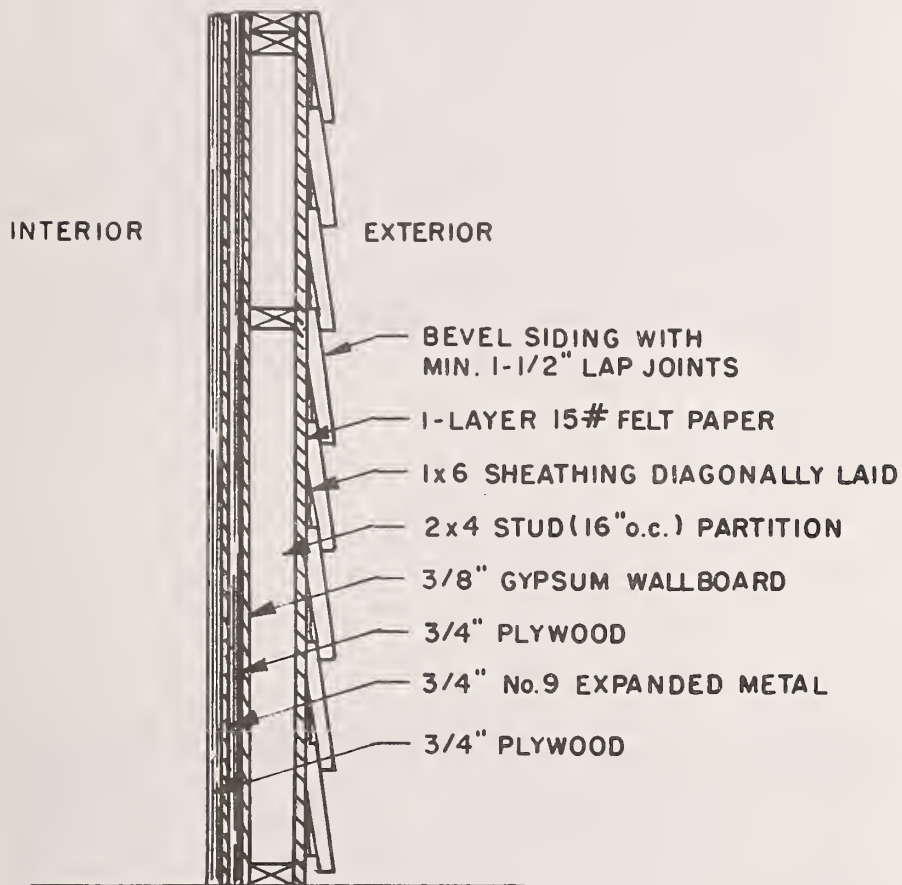 INTERIOR
EXTERIOR
BEVEL SIDING WITH
MIN. 1-1/2" LAP JOINTS
1-LAYER 15# FELT PAPER
1x6 SHEATHING DIAGONALLY LAID
2x4 STUD(16"o.c.) PARTITION
3/8" GYPSUM WALLBOARD
3/4" PLYWOOD
3/4" No.9 EXPANDED METAL
3/4" PLYWOOD